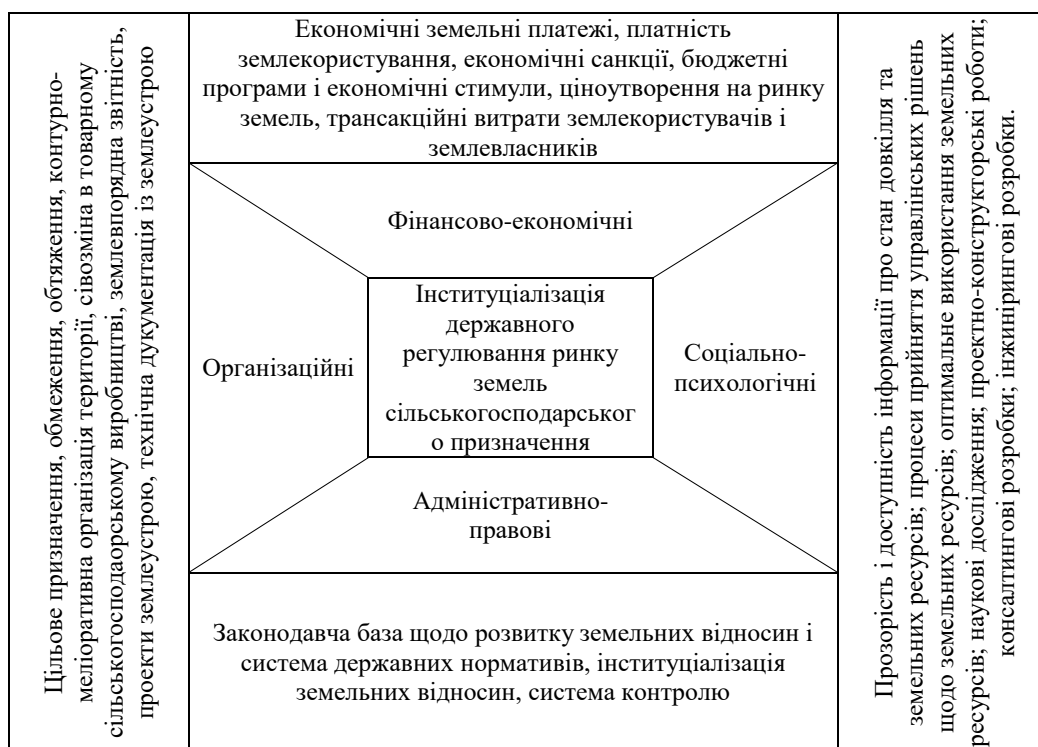 Цільове призначення, обмеження, обтяження, контурно-
меліоративна організація території, сівозміна в товарному
сільськогосподаорському виробництві, землевпорядна звітність,
проекти землеустрою, технічна дукументація із землеустрою
Економічні земельні платежі, платність
землекористування, економічні санкції, бюджетні
програми і економічні стимули, ціноутворення на ринку
земель, трансакційні витрати землекористувачів і
землевласників
Фінансово-економічні
Організаційні
Інституціалізація
державного
регулювання ринку
земель
сільськогосподарськог
о призначення
Соціально-
психологічні
Адміністративно-
правові
Законодавча база щодо розвитку земельних відносин і
система державних нормативів, інституціалізація
земельних відносин, система контролю
Прозорість і доступність інформації про стан довкілля та
земельних ресурсів; процеси прийняття управлінських рішень
щодо земельних ресурсів; оптимальне використання земельних
ресурсів; наукові дослідження; проектно-конструкторські роботи;
консалтингові розробки; інжинірингові розробки.